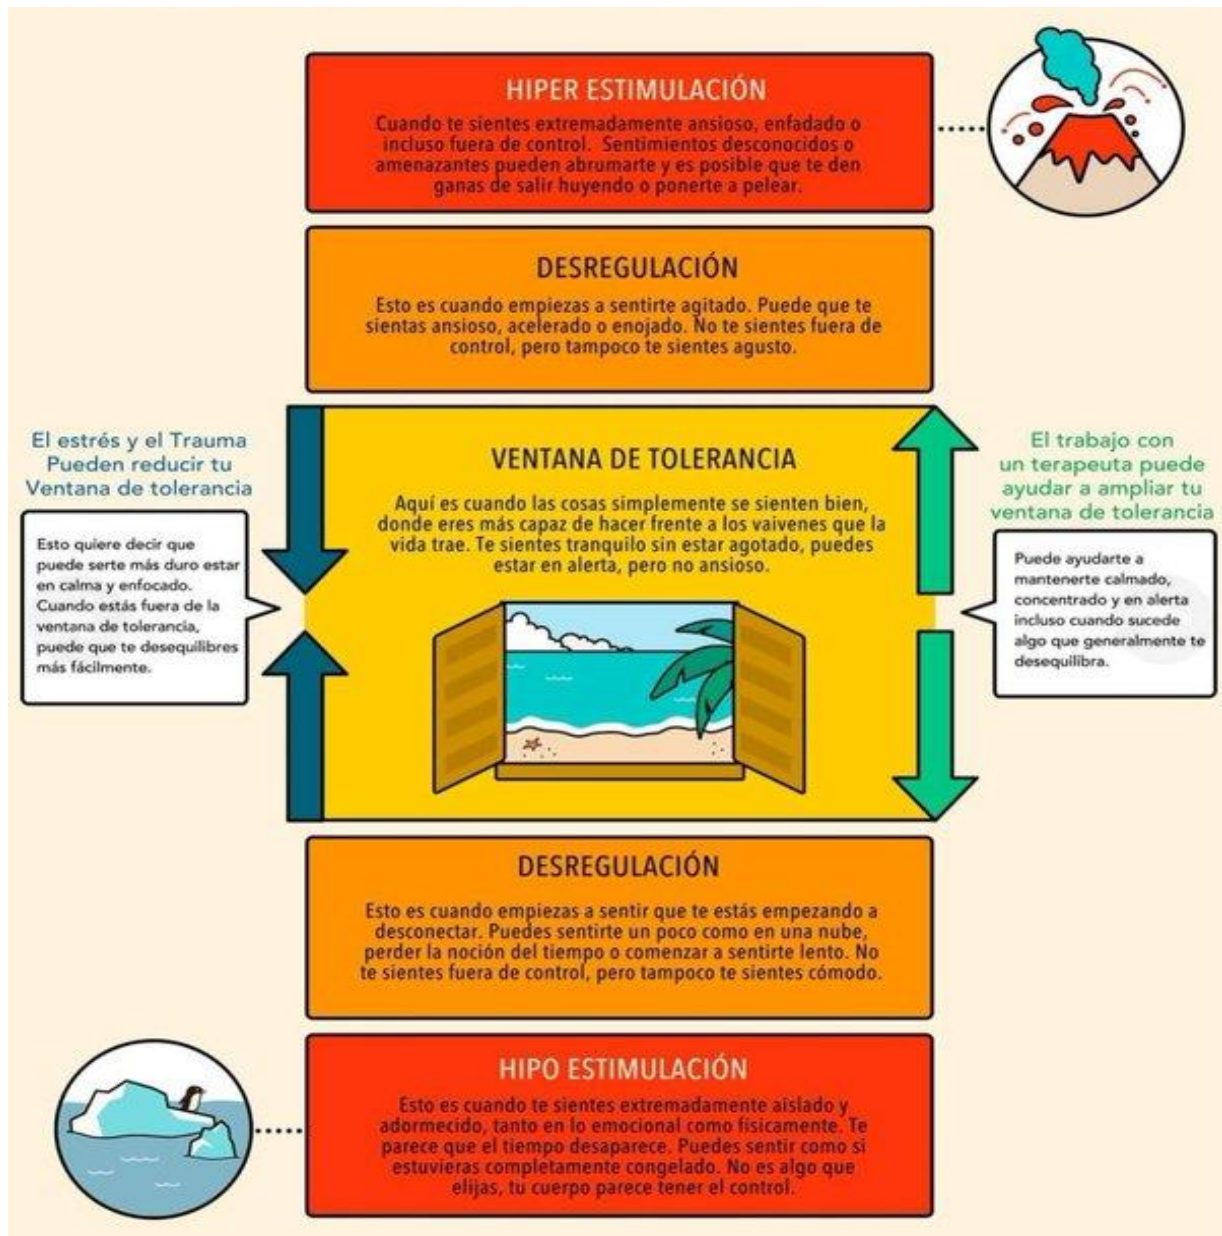 HIPER ESTIMULACIÓN
Cuando te sientes extremadamente ansioso, enfadado o
incluso fuera de control. Sentimientos desconocidos o
amenazantes pueden abrumarte y es posible que te den
ganas de salir huyendo o ponerte a pelear.
DESREGULACIÓN
Esto es cuando empiezas a sentirte agitado. Puede que te
sientas ansioso, acelerado o enojado. No te sientes fuera de
control, pero tampoco te sientes agusto.
El estrés y el Trauma
Pueden reducir tu
Ventana de tolerancia
Esto quiere decir que
puede serte más duro estar
en calma y enfocado.
Cuando estás fuera de la
ventana de tolerancia,
puede que te desequilibres
más fácilmente.
VENTANA DE TOLERANCIA
Aquí es cuando las cosas simplemente se sienten bien,
donde eres más capaz de hacer frente a los vaivenes que la
vida trae. Te sientes tranquilo sin estar agotado, puedes
estar en alerta, pero no ansioso.
El trabajo con
un terapeuta puede
ayudar a ampliar tu
ventana de tolerancia
Puede ayudarte a
mantenerte calmado,
concentrado y en alerta
incluso cuando sucede
algo que generalmente te
desequilibra.
DESREGULACIÓN
Esto es cuando empiezas a sentir que te estás empezando a
desconectar. Puedes sentirte un poco como en una nube,
perder la noción del tiempo o comenzar a sentirte lento. No
te sientes fuera de control, pero tampoco te sientes cómodo.
HIPO ESTIMULACIÓN
Esto es cuando te sientes extremadamente aislado y
adormecido, tanto en lo emocional como físicamente. Te
parece que el tiempo desaparece. Puedes sentir como si
estuvieras completamente congelado. No es algo que
elijas, tu cuerpo parece tener el control.